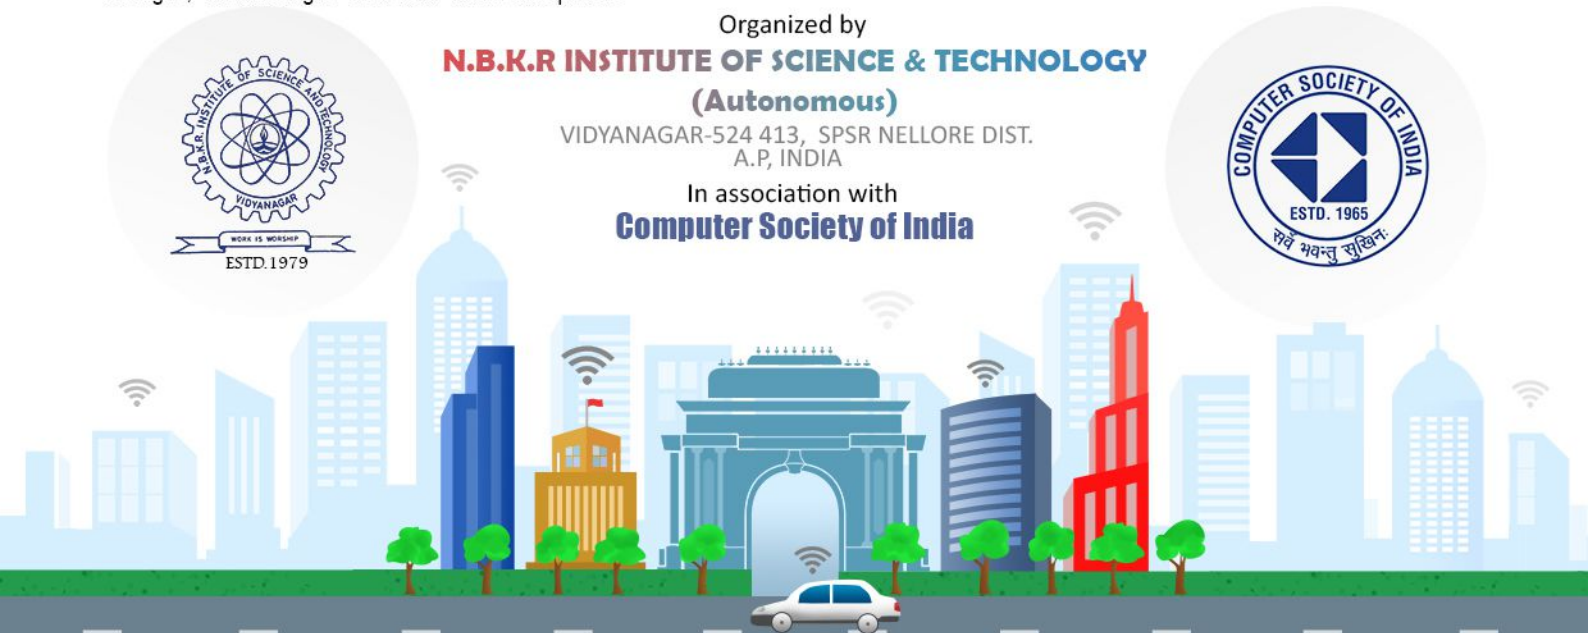 Organized by
N.B.K.R INSTITUTE OF SCIENCE & TECHNOLOGY
(Autonomous)
VIDYANAGAR-524 413, SPSR NELLORE DIST.
A.P, INDIA
In association with
Computer Society of India
N.B.K.R. INSTITUTE OF SCIENCE AND TECHNOLOGY
VIDYANAGAR
WORK IS WORSHIP
ESTD.1979
COMPUTER SOCIETY OF INDIA
ESTD. 1965
सर्वे भवन्तु सुखिनः